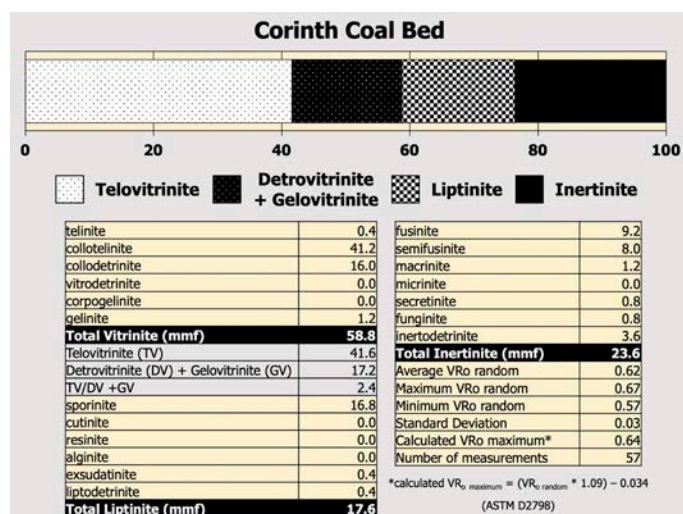 Corinth Coal Bed
0 20 40 60 80 100
Telovitrinite
Detrovitrinite
+ Gelovitrinite
Liptinite
Inertinite
telinite 0.4
collotelinite 41.2
collodetrinite 16.0
vitrodetrinite 0.0
corpogelinite 0.0
gelinite 1.2
Total Vitrinite (mmf) 58.8
Telovitrinite (TV) 41.6
Detrovitrinite (DV) + Gelovitrinite (GV) 17.2
TV/DV +GV 2.4
sporinite 16.8
cutinite 0.0
resinite 0.0
alginite 0.0
exsudatinite 0.4
liptodetrinite 0.4
Total Liptinite (mmf) 17.6
fusinite 9.2
semifusinite 8.0
macrinite 1.2
micrinite 0.0
secretinite 0.8
funginite 0.8
inertodetrinite 3.6
Total Inertinite (mmf) 23.6
Average VRo random 0.62
Maximum VRo random 0.67
Minimum VRo random 0.57
Standard Deviation 0.03
Calculated VRo maximum* 0.64
Number of measurements 57
*calculated VRo maximum = (VRo random * 1.09) – 0.034
(ASTM D2798)